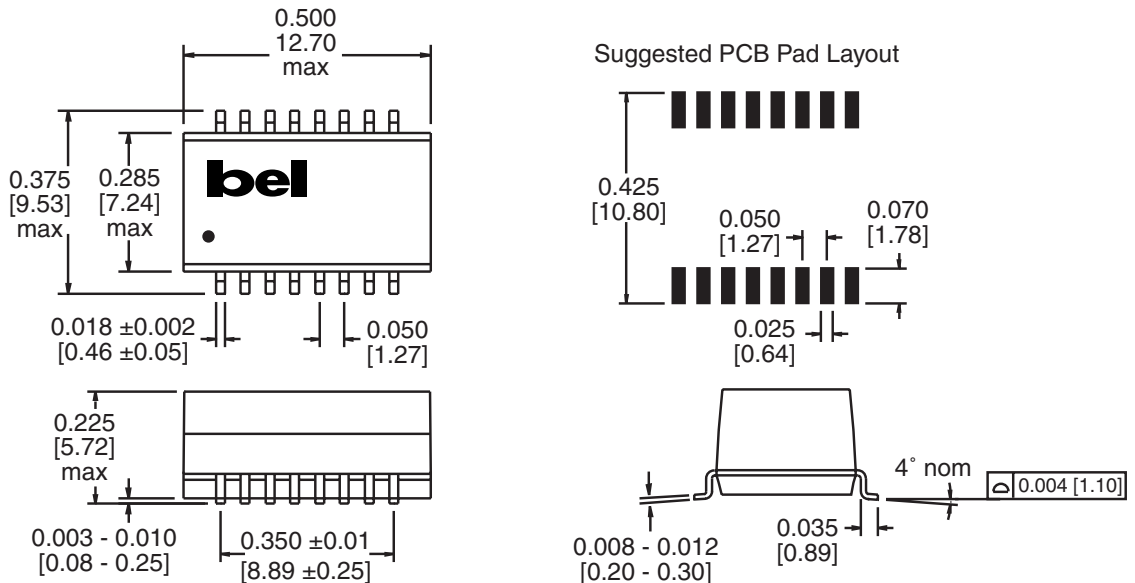 0.500
12.70
max
0.375
[9.53]
max
0.285
[7.24]
max
bel
0.018 ±0.002
[0.46 ±0.05]
0.050
[1.27]
Suggested PCB Pad Layout
0.425
[10.80]
0.050
[1.27]
0.070
[1.78]
0.025
[0.64]
0.225
[5.72]
max
0.003 - 0.010
[0.08 - 0.25]
0.350 ±0.01
[8.89 ±0.25]
0.008 - 0.012
[0.20 - 0.30]
0.035
[0.89]
4° nom
0.004 [1.10]